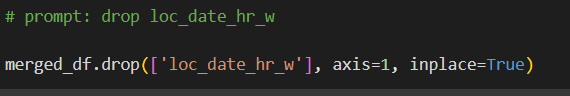 # prompt: drop loc_date_hr_w
merged_df.drop(['loc_date_hr_w'], axis=1, inplace=True)